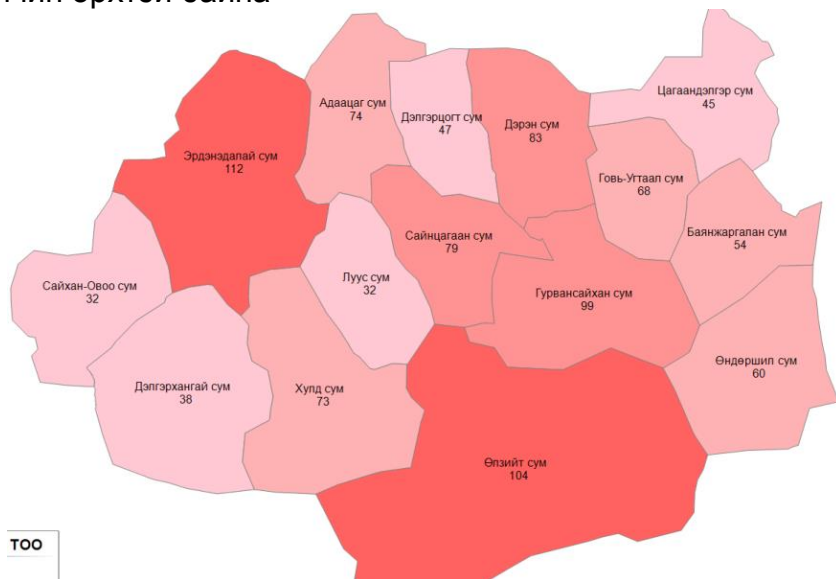 Адаацаг сум
74
Дэлгэрцогт сум
47
Дэрэн сум
83
Цагаандэлгэр сум
45
Эрдэнэдалай сум
112
Говь-Угтаал сум
68
Сайнцагаан сум
79
Баянжаргалан сум
54
Сайхан-Овоо сум
32
Луус сум
32
Гурвансайхан сум
99
Өндөршил сум
60
Дэлгэрхангай сум
38
Хулд сум
73
Өлзийт сум
104
ТОО